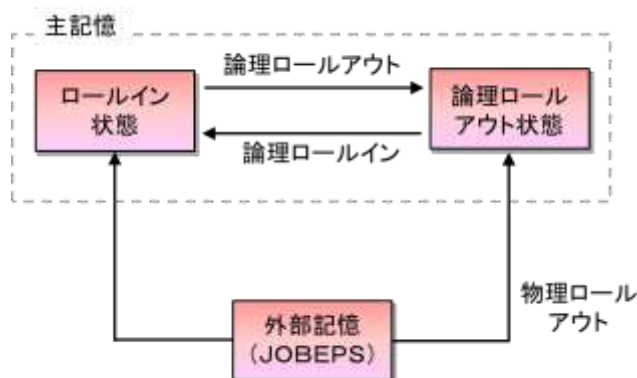 主記憶
論理ロールアウト
ロールイン
状態
論理ロール
アウト状態
論理ロールイン
物理ロール
アウト
外部記憶
（JOBEPS）